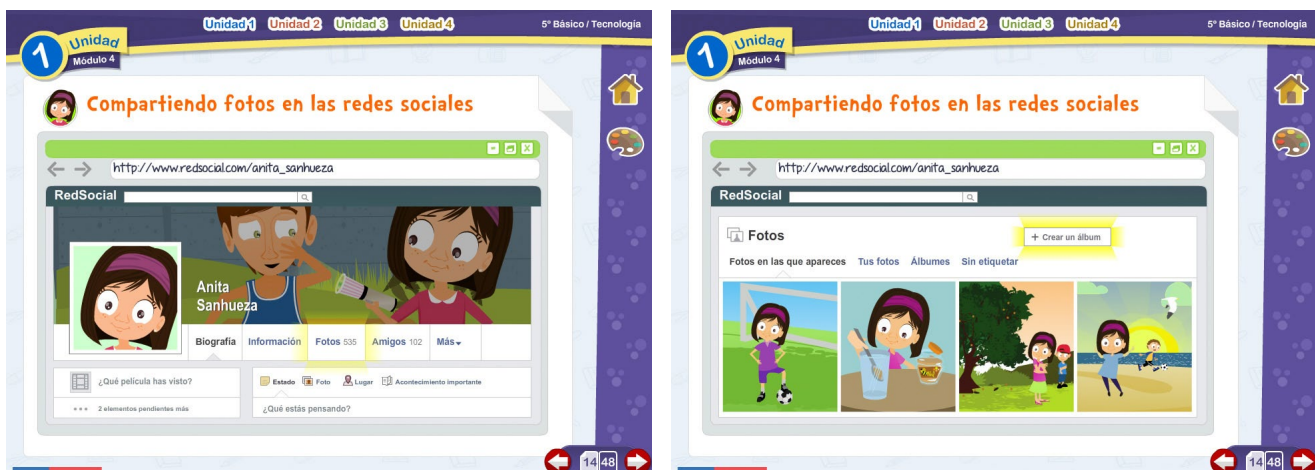 Unidad 1 Unidad 2 Unidad 3 Unidad 4
5º Básico / Tecnología
1 Unidad
Módulo 4
Compartiendo fotos en las redes sociales
http://www.redsocial.com/anita_sanhueza
RedSocial
Anita
Sanhueza
Biografía Información Fotos 535 Amigos 102 Más
¿Qué película has visto?
2 elementos pendientes más
Estado Foto Lugar Acontecimiento importante
¿Qué estás pensando?
14 48
Unidad 1 Unidad 2 Unidad 3 Unidad 4
5º Básico / Tecnología
1 Unidad
Módulo 4
Compartiendo fotos en las redes sociales
http://www.redsocial.com/anita_sanhueza
RedSocial
Fotos
+ Crear un álbum
Fotos en las que apareces Tus fotos Álbumes Sin etiquetar
14 48